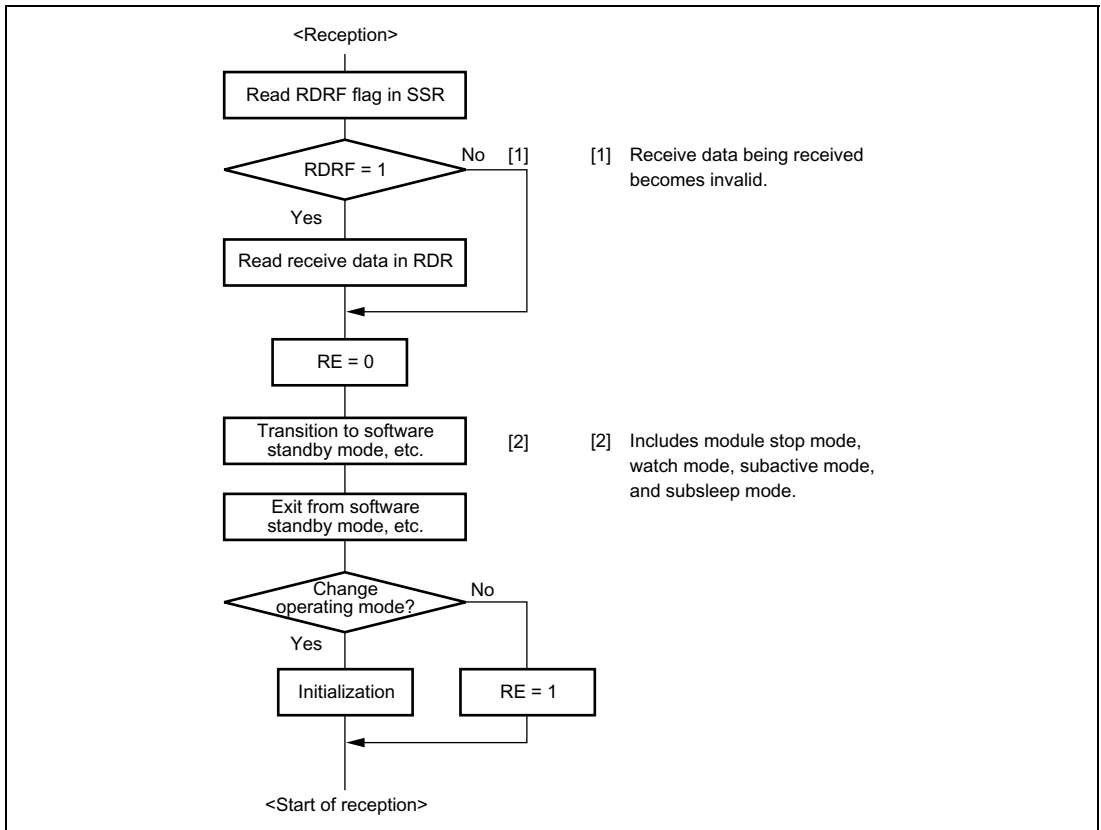 <Reception>
Read RDRF flag in SSR
RDRF = 1
No [1]
[1] Receive data being received
becomes invalid.
Yes
Read receive data in RDR
RE = 0
Transition to software
standby mode, etc.
[2]
[2] Includes module stop mode,
watch mode, subactive mode,
and subsleep mode.
Exit from software
standby mode, etc.
Change
operating mode?
No
Yes
Initialization
RE = 1
<Start of reception>